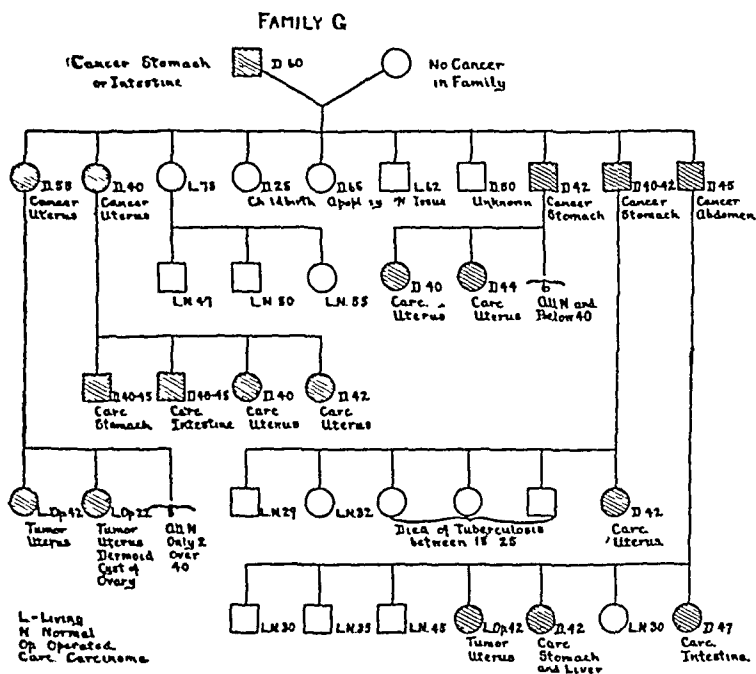 FAMILY G
Cancer Stomach
or Intestine
D 60
No Cancer
in Family
D.58
Cancer
Uterus
D.40
Cancer
Uterus
L.75
D.25
Childbirth
D.65
Apoplexy
L.62
D.50
Unknown
D 42
Cancer
Stomach
D 40-42
Cancer
Stomach
D 45
Cancer
Abdomen
L.N.47
L.N.50
L.N.55
D 40
Carc.
Uterus
D 44
Carc
Uterus
6
All N and
Below 40
D.40-45
Carc
Stomach
D.40-45
Carc
Intestine
D.40
Carc
Uterus
D.42
Carc
Uterus
L.Op.42
Tumor
Uterus
L.Op.22
Tumor
Uterus
Dermoid
Cyst of
Ovary
All N
Only 2
Over
40
L.N.29
L.N.32
Died of Tuberculosis
between 18 25
D 42
Carc
Uterus
L.N.30
L.N.35
L.N.45
L.Op.42
Tumor
Uterus
D.42
Carc
Stomach
and Liver
L.N.30
D 47
Carc.
Intestine
L-Living
N Normal
Op Operated
Carc. Carcinoma